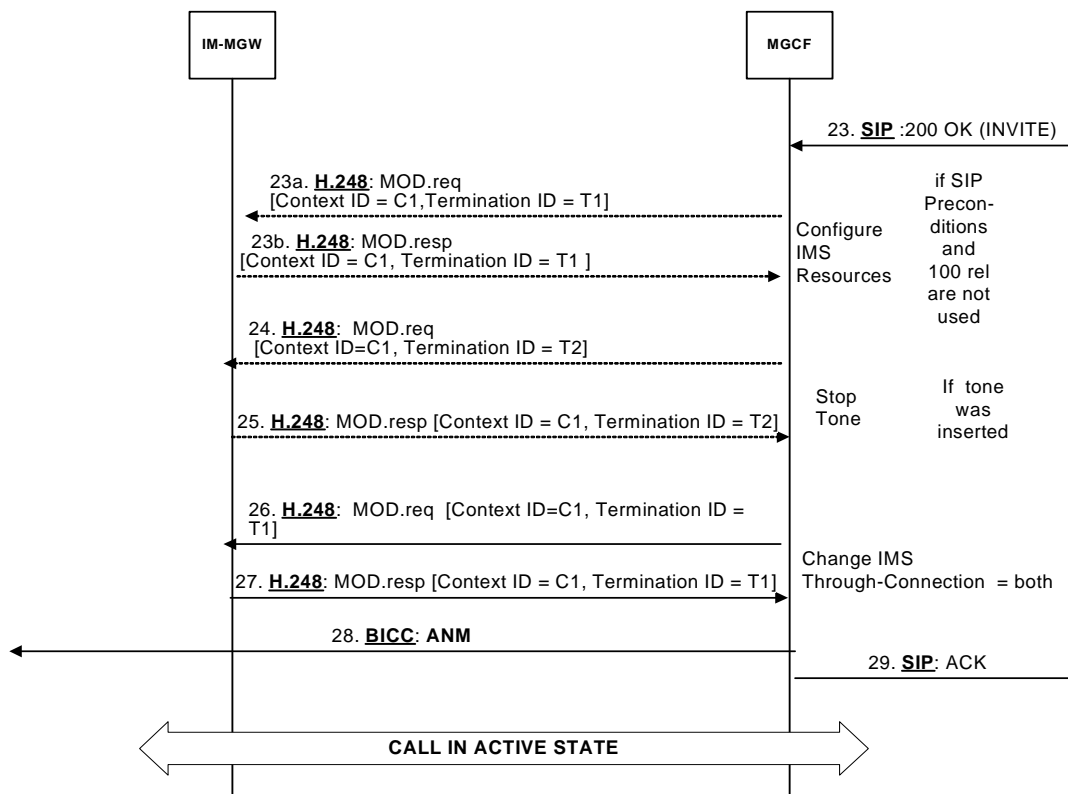 IM-MGW
MGCF
23. SIP :200 OK (INVITE)
23a. H.248: MOD.req
[Context ID = C1,Termination ID = T1]
if SIP
Precon-
ditions
and
100 rel
are not
used
Configure
IMS
Resources
23b. H.248: MOD.resp
[Context ID = C1, Termination ID = T1 ]
24. H.248:  MOD.req
[Context ID=C1, Termination ID = T2]
Stop
Tone
If  tone
was
inserted
25. H.248: MOD.resp [Context ID = C1, Termination ID = T2]
26. H.248:  MOD.req  [Context ID=C1, Termination ID =
T1]
Change IMS
Through-Connection  = both
27. H.248: MOD.resp [Context ID = C1, Termination ID = T1]
28. BICC: ANM
29. SIP: ACK
CALL IN ACTIVE STATE